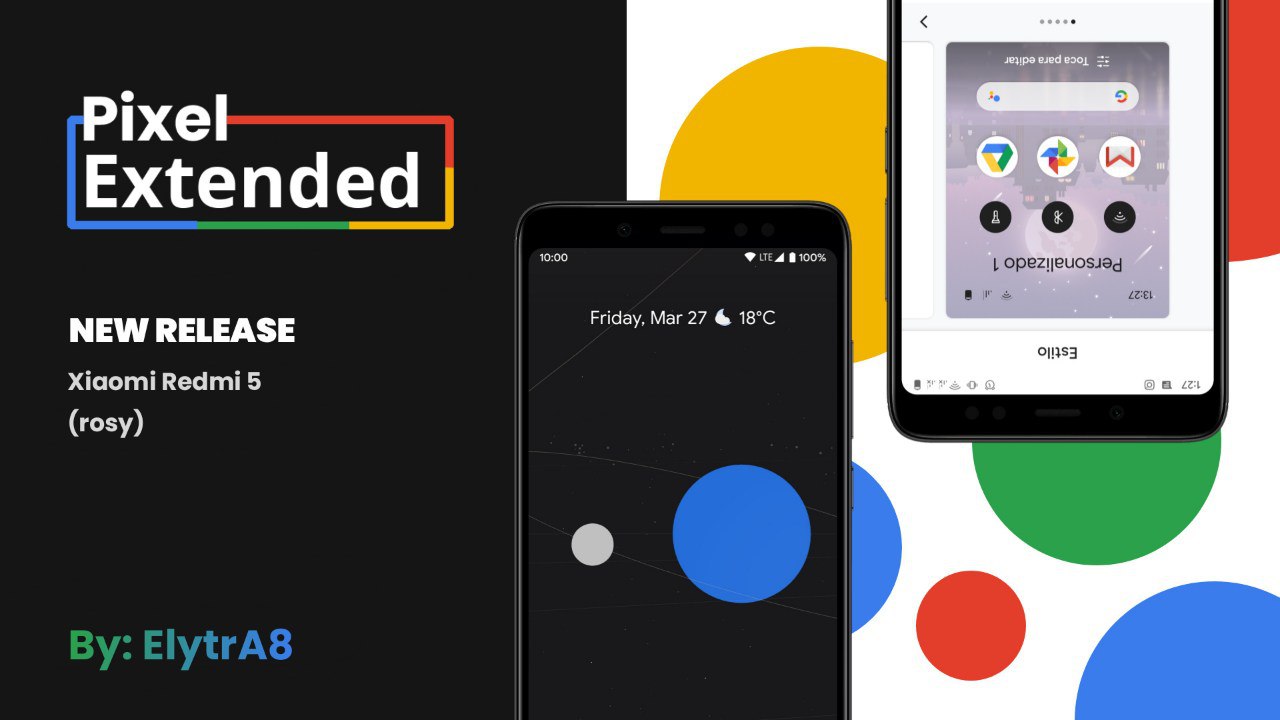 Pixel
Extended
NEW RELEASE
Xiaomi Redmi 5
(rosy)
By: ElytrA8
10:00
LTE
100%
Friday, Mar 27
18°C
1:27
Estilo
13:27
Personalizado 1
Toca para editar